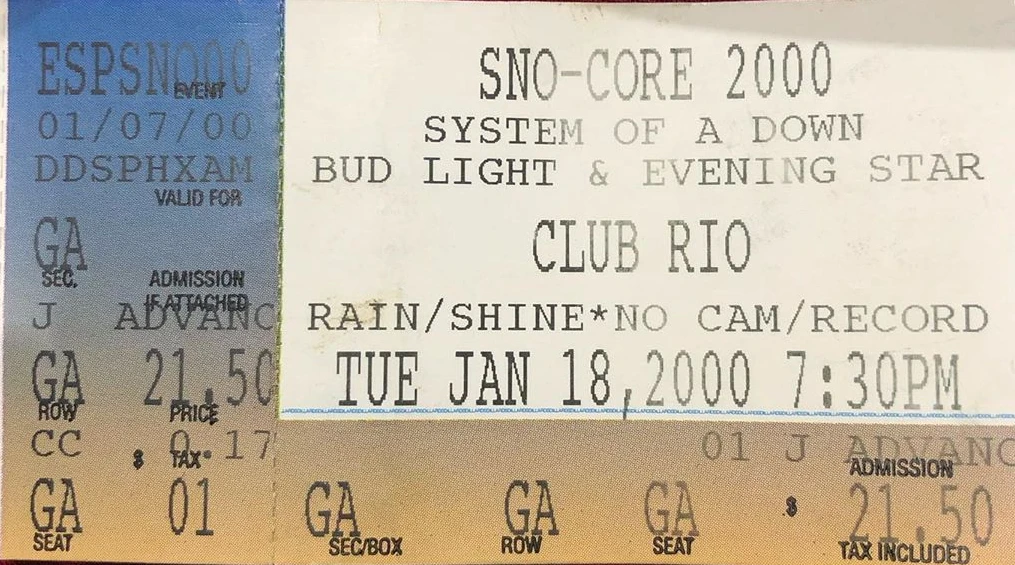 ESPSNO00
EVENT
01/07/00
DDSPHXAM
VALID FOR
GA
SEC.
ADMISSION
IF ATTACHED
J ADVANC
GA 21.50
ROW PRICE
CC 0.17
$ TAX
GA 01
SEAT
SNO-CORE 2000
SYSTEM OF A DOWN
BUD LIGHT & EVENING STAR
CLUB RIO
RAIN/SHINE*NO CAM/RECORD
TUE JAN 18,2000 7:30PM
01 J ADVANC
ADMISSION
GA GA GA $ 21.50
SEC/BOX ROW SEAT TAX INCLUDED